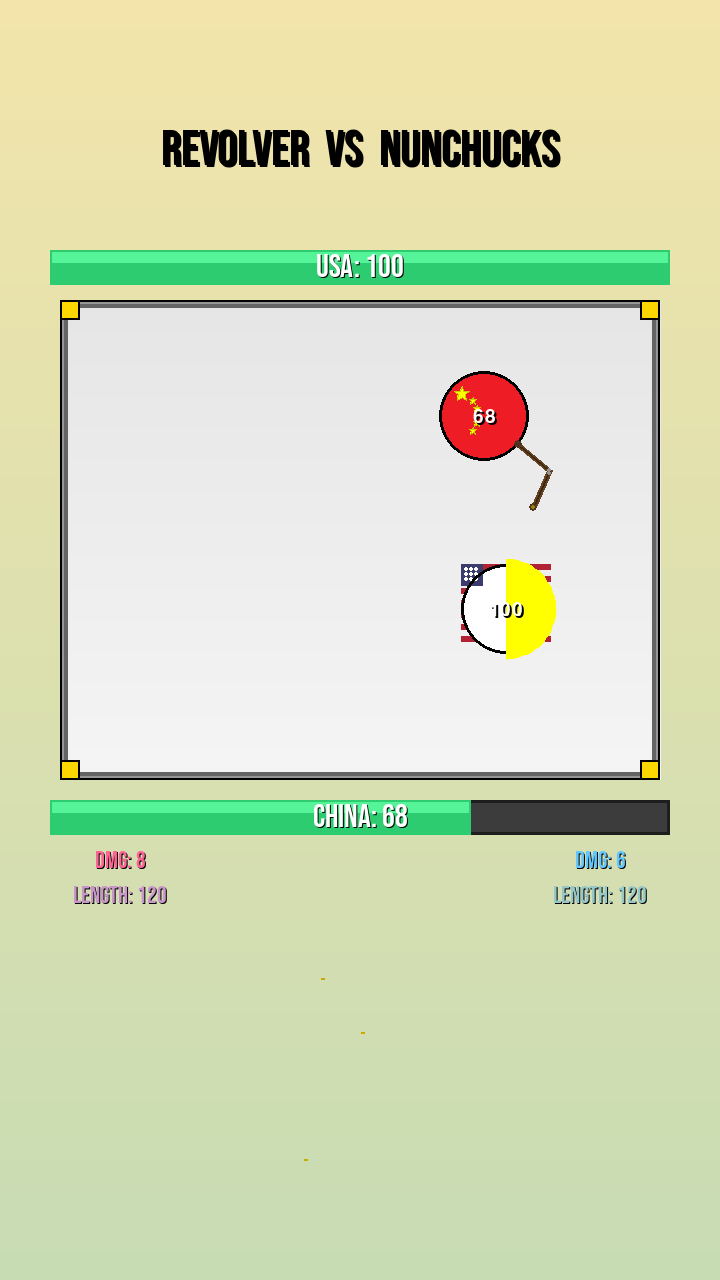 REVOLVER VS NUNCHUCKS
USA: 100
68
100
CHINA: 68
DMG: 8
DMG: 6
LENGTH: 120
LENGTH: 120